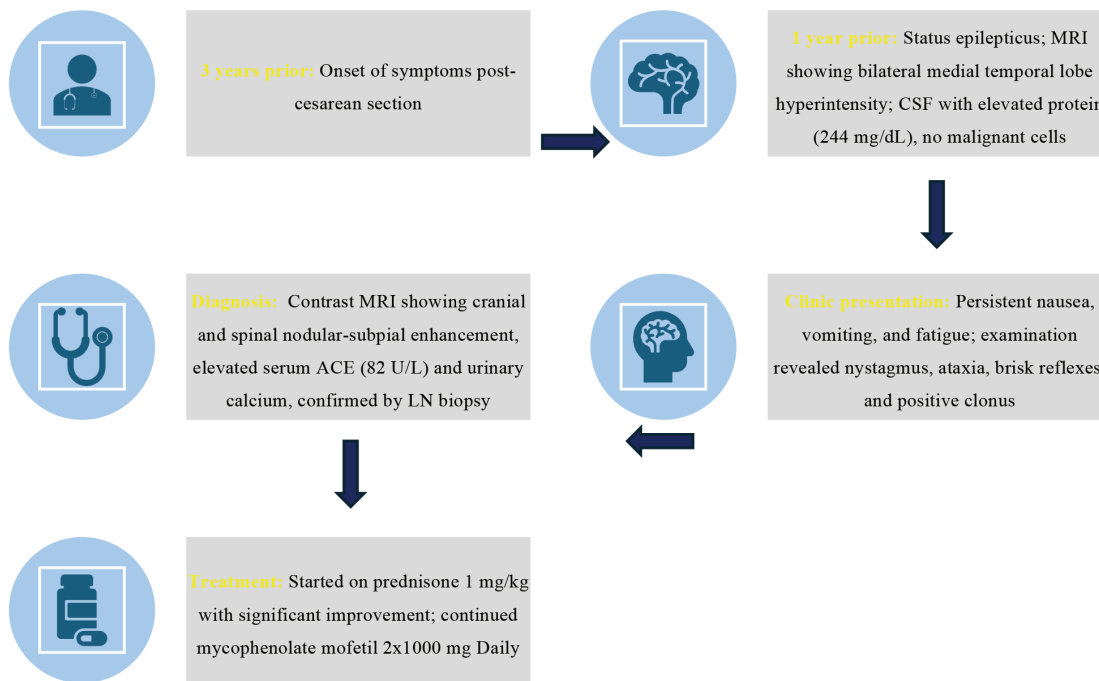 3 years prior: Onset of symptoms post-
cesarean section
1 year prior: Status epilepticus; MRI
showing bilateral medial temporal lobe
hyperintensity; CSF with elevated protein
(244 mg/dL), no malignant cells
Clinic presentation: Persistent nausea,
vomiting, and fatigue; examination
revealed nystagmus, ataxia, brisk reflexes
and positive clonus
Diagnosis: Contrast MRI showing cranial
and spinal nodular-subpial enhancement,
elevated serum ACE (82 U/L) and urinary
calcium, confirmed by LN biopsy
Treatment: Started on prednisone 1 mg/kg
with significant improvement; continued
mycophenolate mofetil 2x1000 mg Daily